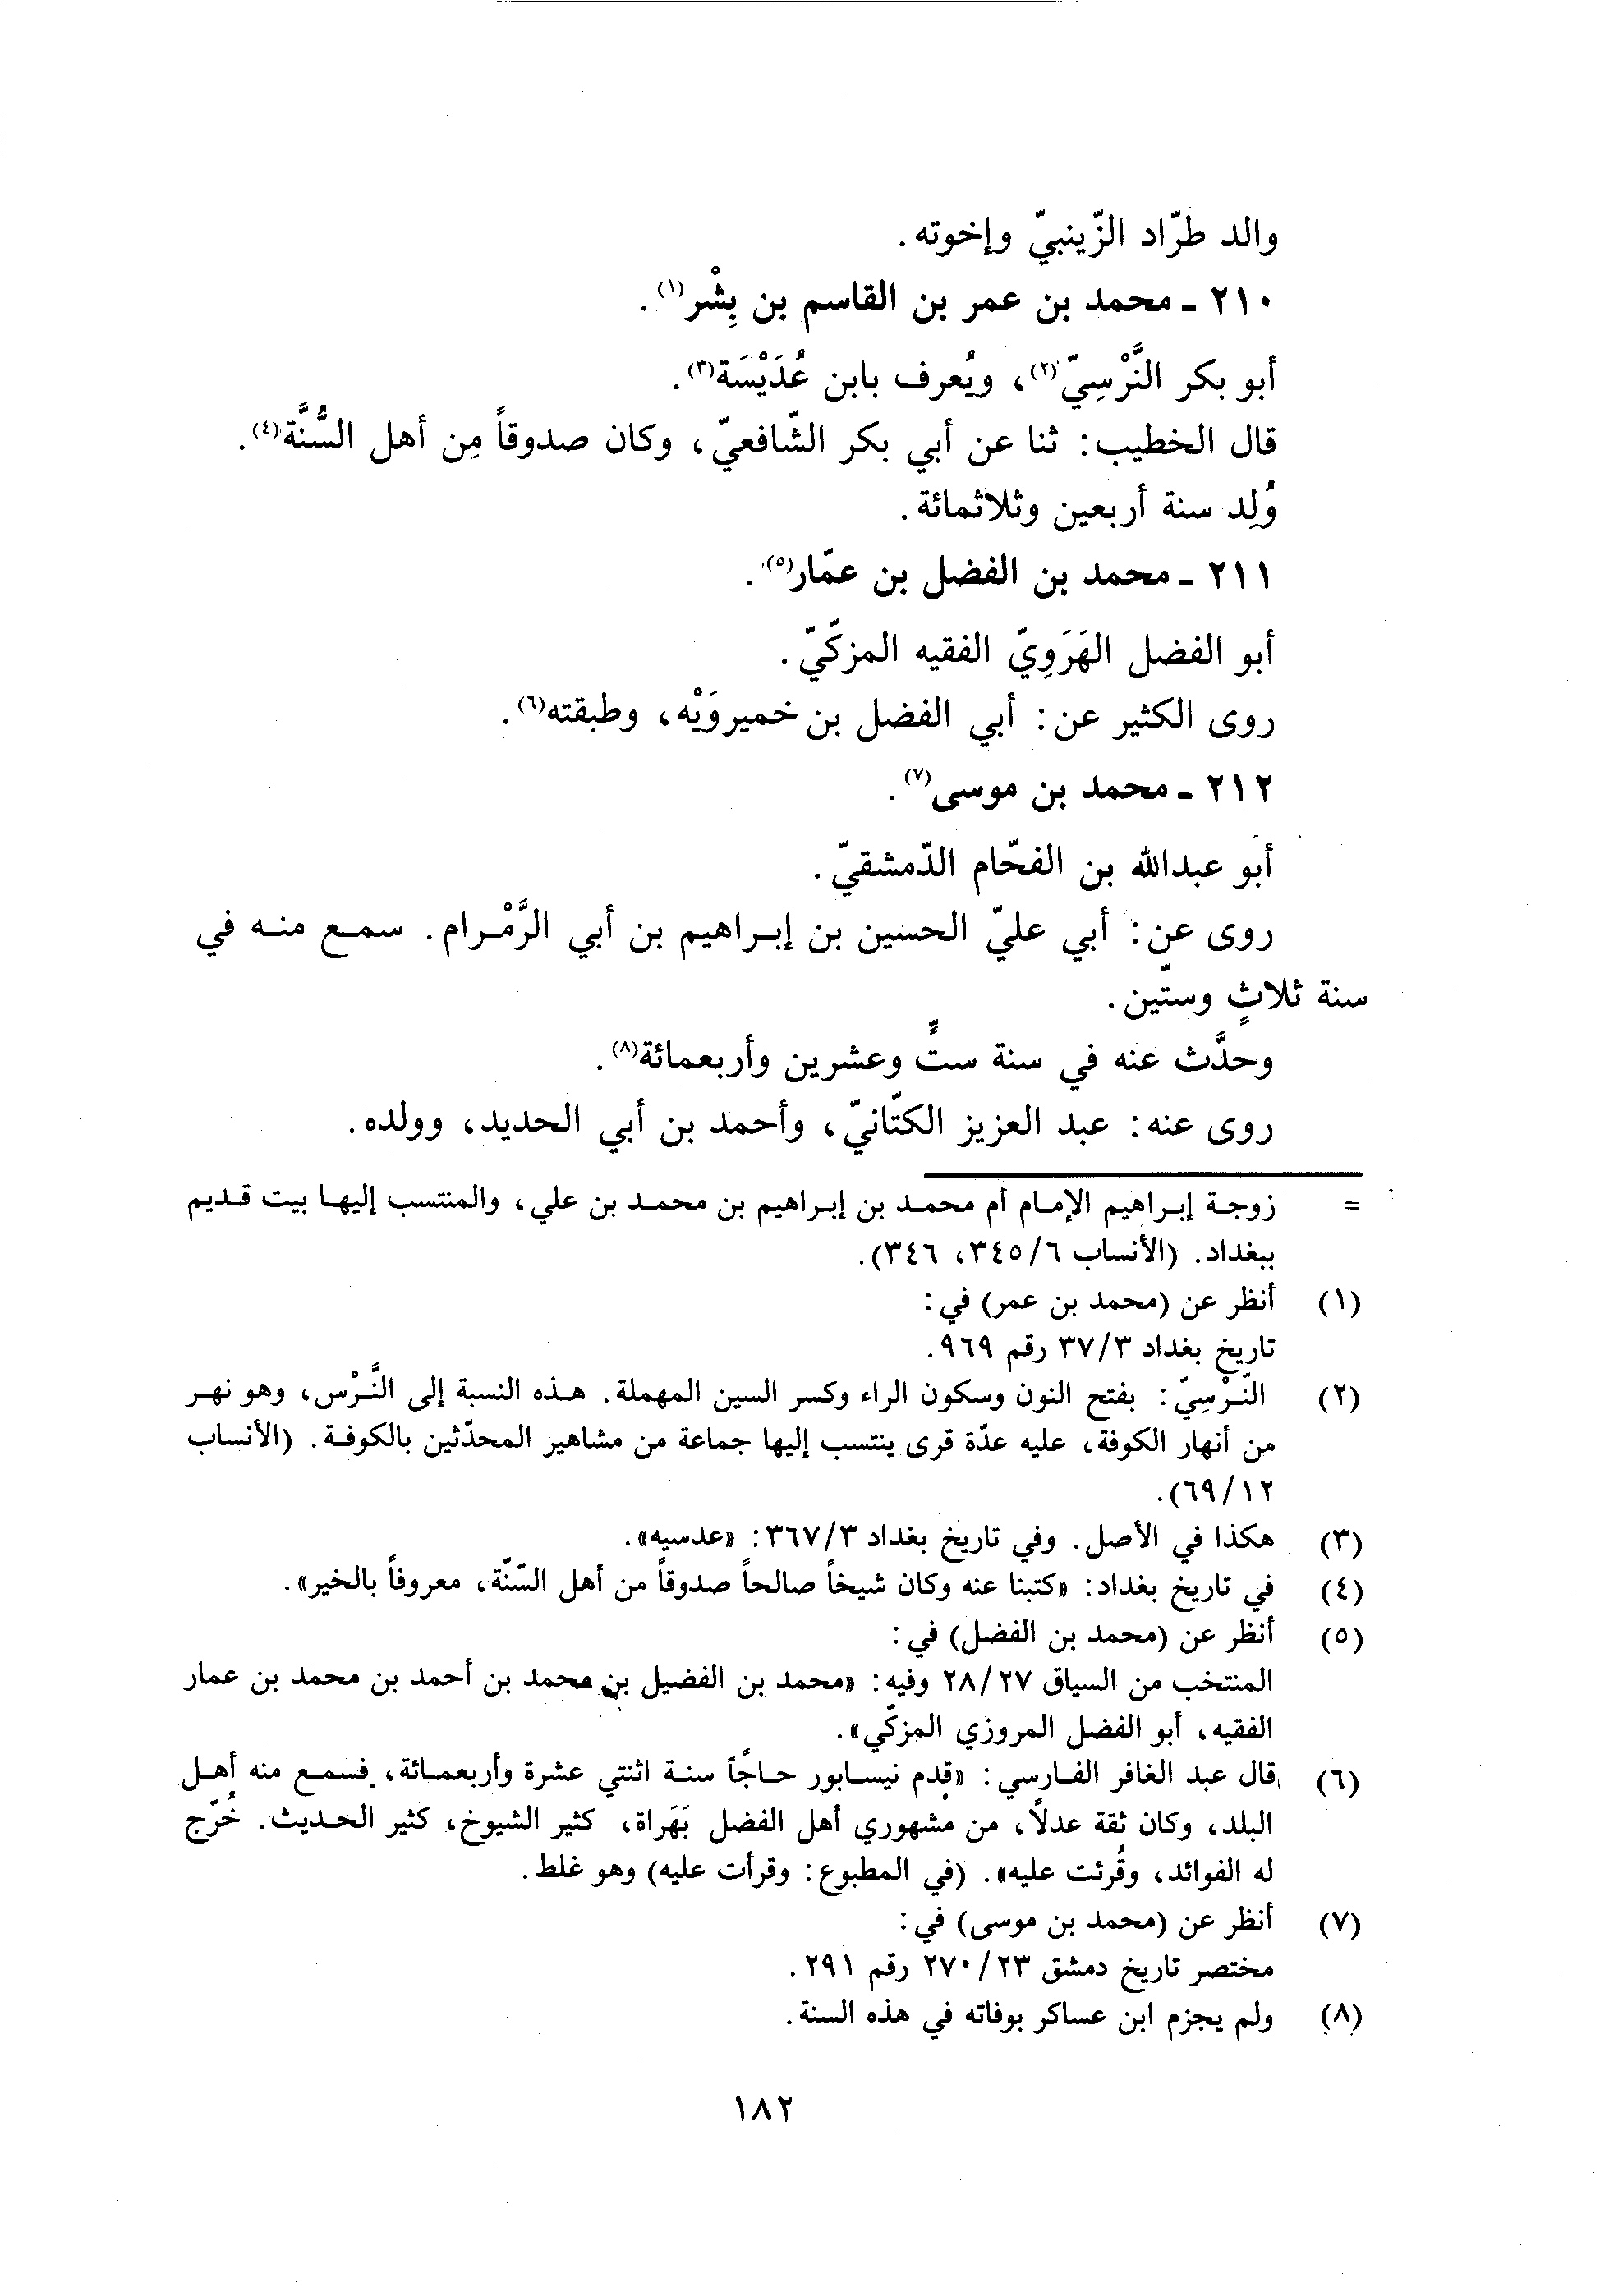 والد طرّاد الزّينبيّ وإخوته.
٢١٠ - محمد بن عمر بن القاسم بن بِشْر(١).
أبو بكر النَّرْسِيّ(٢)، ويُعرف بابن عُدَيْسَة(٣).
قال الخطيب: ثنا عن أبي بكر الشّافعيّ، وكان صدوقاً مِن أهل السُّنَّة(٤).
وُلِد سنة أربعين وثلاثمائة.
٢١١ - محمد بن الفضل بن عمّار(٥).
أبو الفضل الهَرَوِيّ الفقيه المزكّيّ.
روى الكثير عن: أبي الفضل بن خميروَيْه، وطبقته(٦).
٢١٢ - محمد بن موسى(٧).
أبو عبدالله بن الفحّام الدّمشقيّ.
روى عن: أبي عليّ الحسين بن إبراهيم بن أبي الرَّمْرام. سمع منه في
سنة ثلاثٍ وستّين.
وحدَّث عنه في سنة ستٍّ وعشرين وأربعمائة(٨).
روى عنه: عبد العزيز الكتّانيّ، وأحمد بن أبي الحديد، وولده.
= زوجة إبراهيم الإمام أم محمد بن إبراهيم بن محمد بن علي، والمنتسب إليها بيت قديم
ببغداد. (الأنساب ٣٤٥/٦، ٣٤٦).
(١) أنظر عن (محمد بن عمر) في:
تاريخ بغداد ٣٧/٣ رقم ٩٦٩.
(٢) النَّرْسِيّ: بفتح النون وسكون الراء وكسر السين المهملة. هذه النسبة إلى النَّرْس، وهو نهر
من أنهار الكوفة، عليه عدّة قرى ينتسب إليها جماعة من مشاهير المحدّثين بالكوفة. (الأنساب
٦٩/١٢).
(٣) هكذا في الأصل. وفي تاريخ بغداد ٣٦٧/٣: «عدسيه».
(٤) في تاريخ بغداد: «كتبنا عنه وكان شيخاً صالحاً صدوقاً من أهل السّنّة، معروفاً بالخير».
(٥) أنظر عن (محمد بن الفضل) في:
المنتخب من السياق ٢٨/٢٧ وفيه: «محمد بن الفضيل بن محمد بن أحمد بن محمد بن عمار
الفقيه، أبو الفضل المروزي المزكّي».
(٦) قال عبد الغافر الفارسي: «قدم نيسابور حاجّاً سنة اثنتي عشرة وأربعمائة، فسمع منه أهل
البلد، وكان ثقة عدلاً، من مشهوري أهل الفضل بَهَراة، كثير الشيوخ، كثير الحديث. خُرّج
له الفوائد، وقُرئت عليه». (في المطبوع: وقرأت عليه) وهو غلط.
(٧) أنظر عن (محمد بن موسى) في:
مختصر تاريخ دمشق ٢٧٠/٢٣ رقم ٢٩١.
(٨) ولم يجزم ابن عساكر بوفاته في هذه السنة.
١٨٢